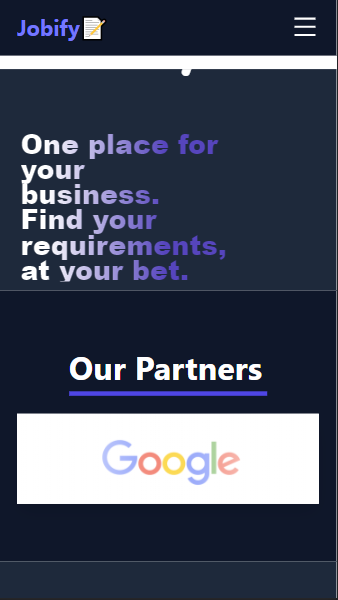 Jobify
One place for
your
business.
Find your
requirements,
at your bet.
Our Partners
Google